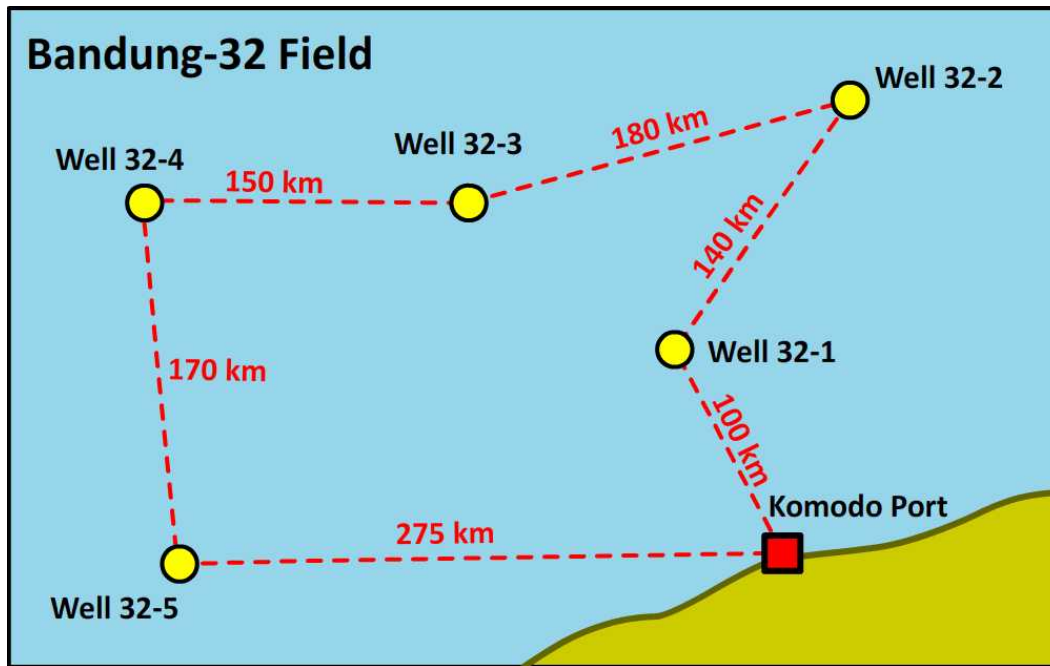 Bandung-32 Field
Well 32-2
180 km
Well 32-3
Well 32-4
150 km
140 km
Well 32-1
170 km
100 km
Komodo Port
275 km
Well 32-5